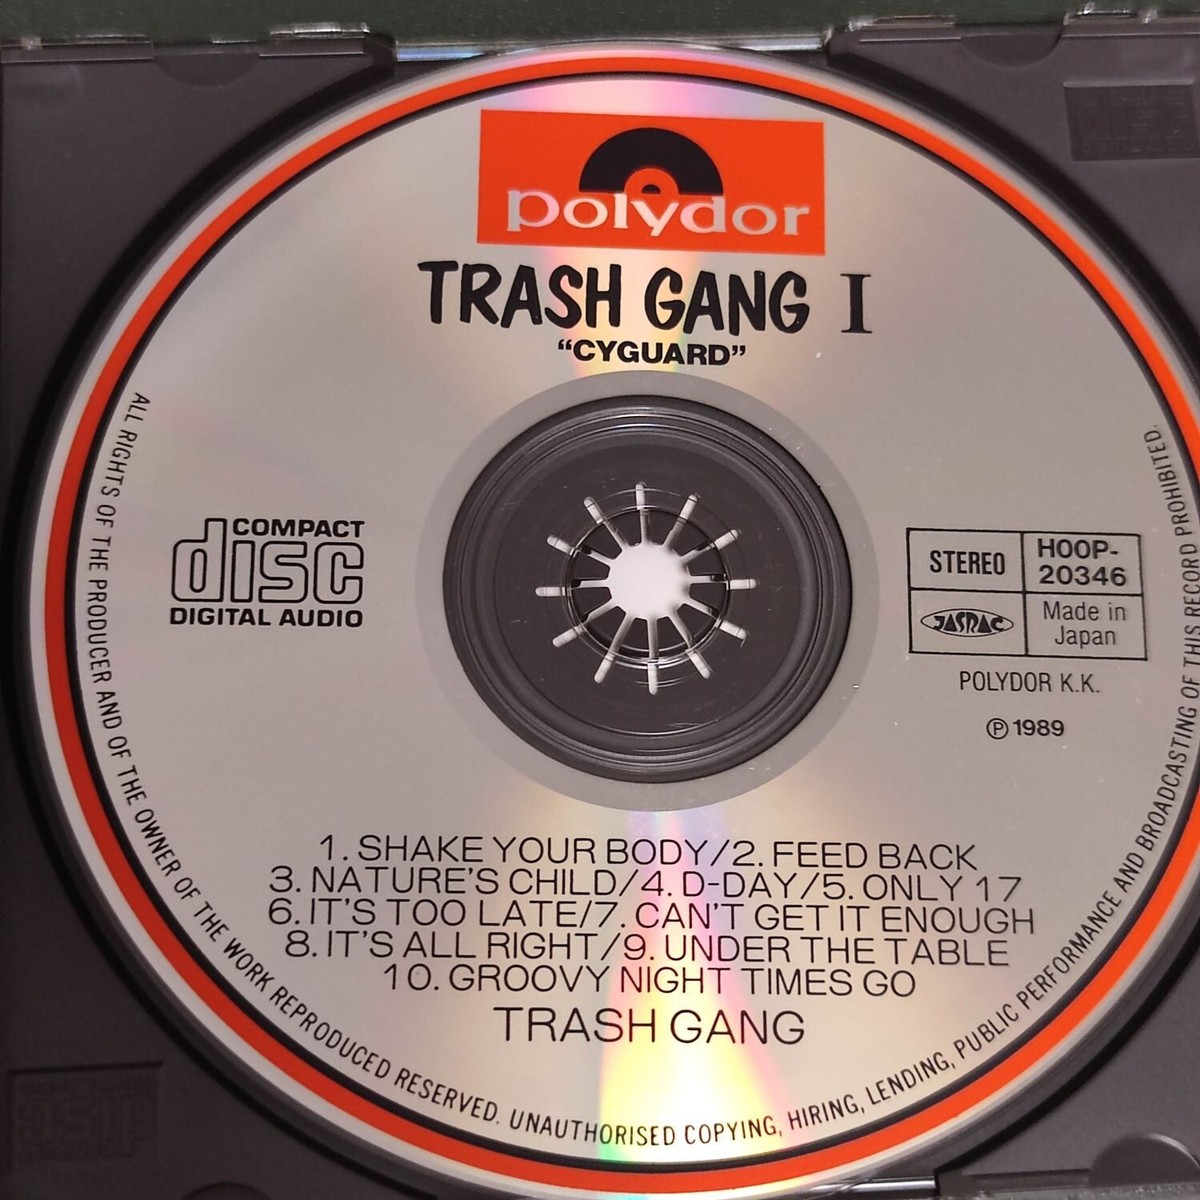 polydor
TRASH GANG I
“CYGUARD”
COMPACT
disc
DIGITAL AUDIO
STEREO
HOOP-
20346
JASRAC
Made in
Japan
POLYDOR K.K.
Ⓟ 1989
1. SHAKE YOUR BODY/2. FEED BACK
3. NATURE'S CHILD/4. D-DAY/5. ONLY 17
6. IT'S TOO LATE/7. CAN'T GET IT ENOUGH
8. IT'S ALL RIGHT/9. UNDER THE TABLE
10. GROOVY NIGHT TIMES GO
TRASH GANG
ALL RIGHTS OF THE PRODUCER AND OF THE OWNER OF THE WORK REPRODUCED RESERVED. UNAUTHORISED COPYING, HIRING, LENDING, PUBLIC PERFORMANCE AND BROADCASTING OF THIS RECORD PROHIBITED.